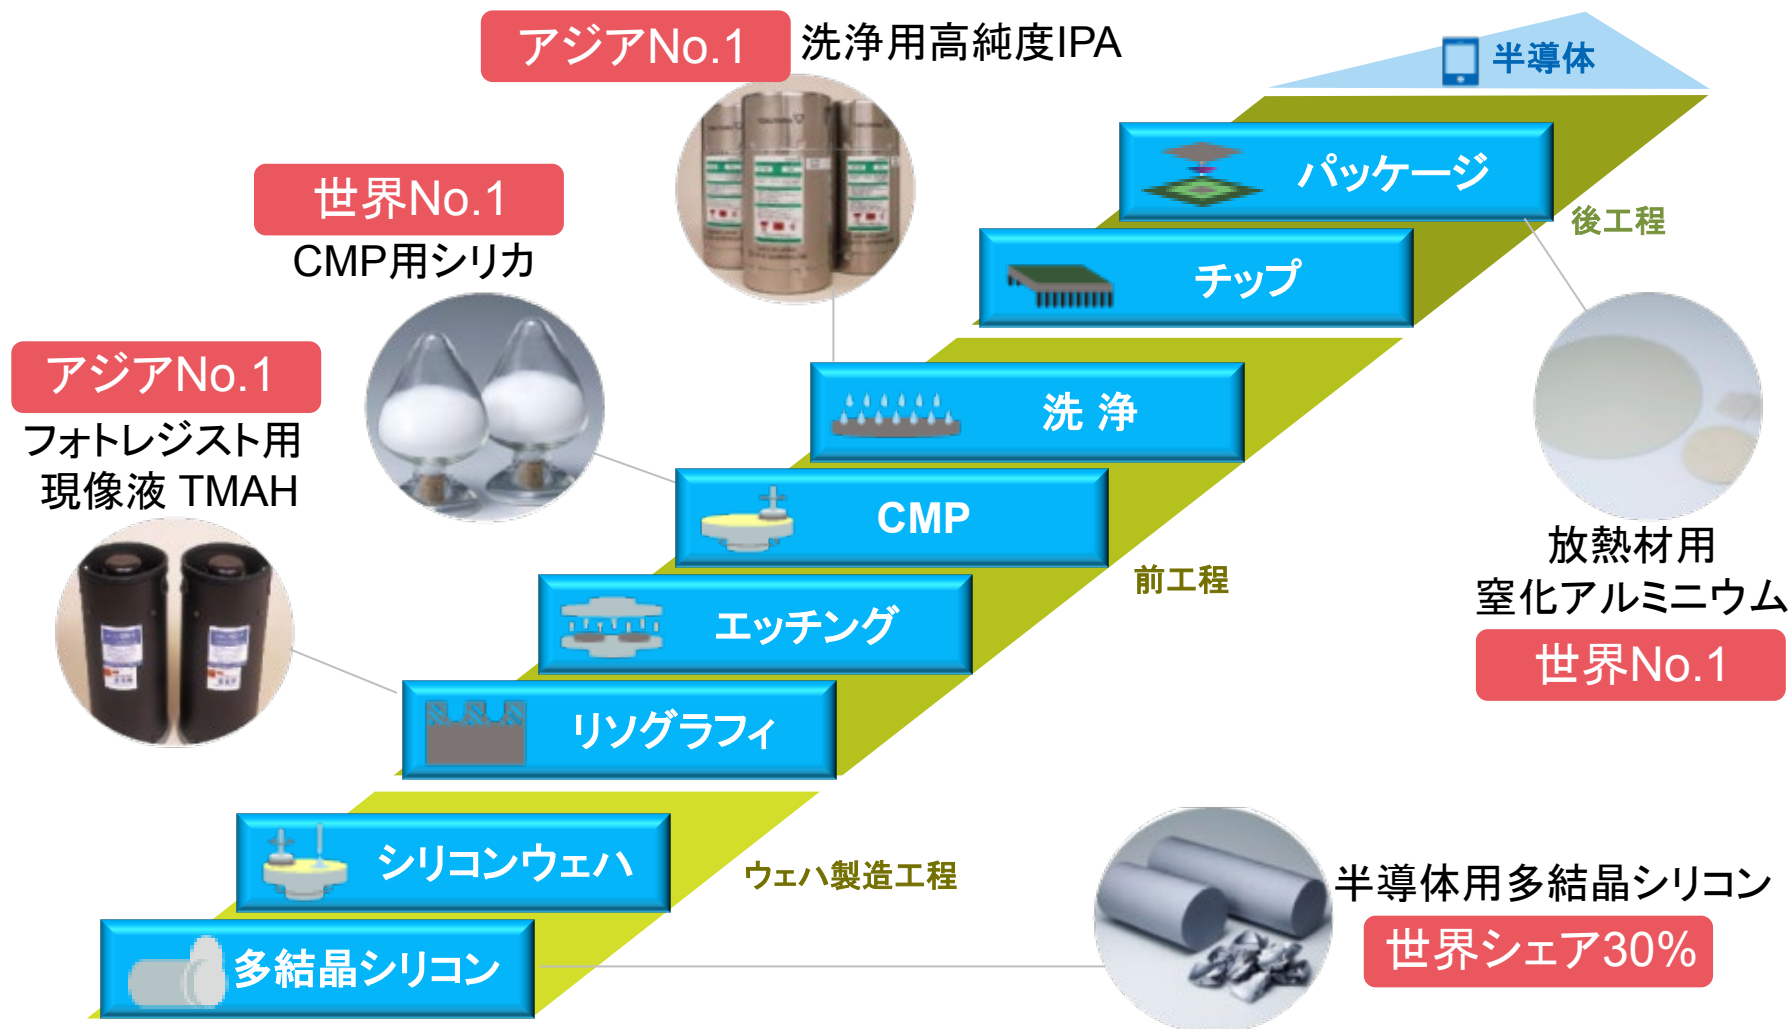 アジアNo.1
洗浄用高純度IPA
半導体
世界No.1
CMP用シリカ
パッケージ
後工程
チップ
アジアNo.1
フォトレジスト用
現像液 TMAH
洗 浄
CMP
前工程
放熱材用
窒化アルミニウム
世界No.1
エッチング
リソグラフィ
シリコンウェハ
ウェハ製造工程
半導体用多結晶シリコン
世界シェア30%
多結晶シリコン